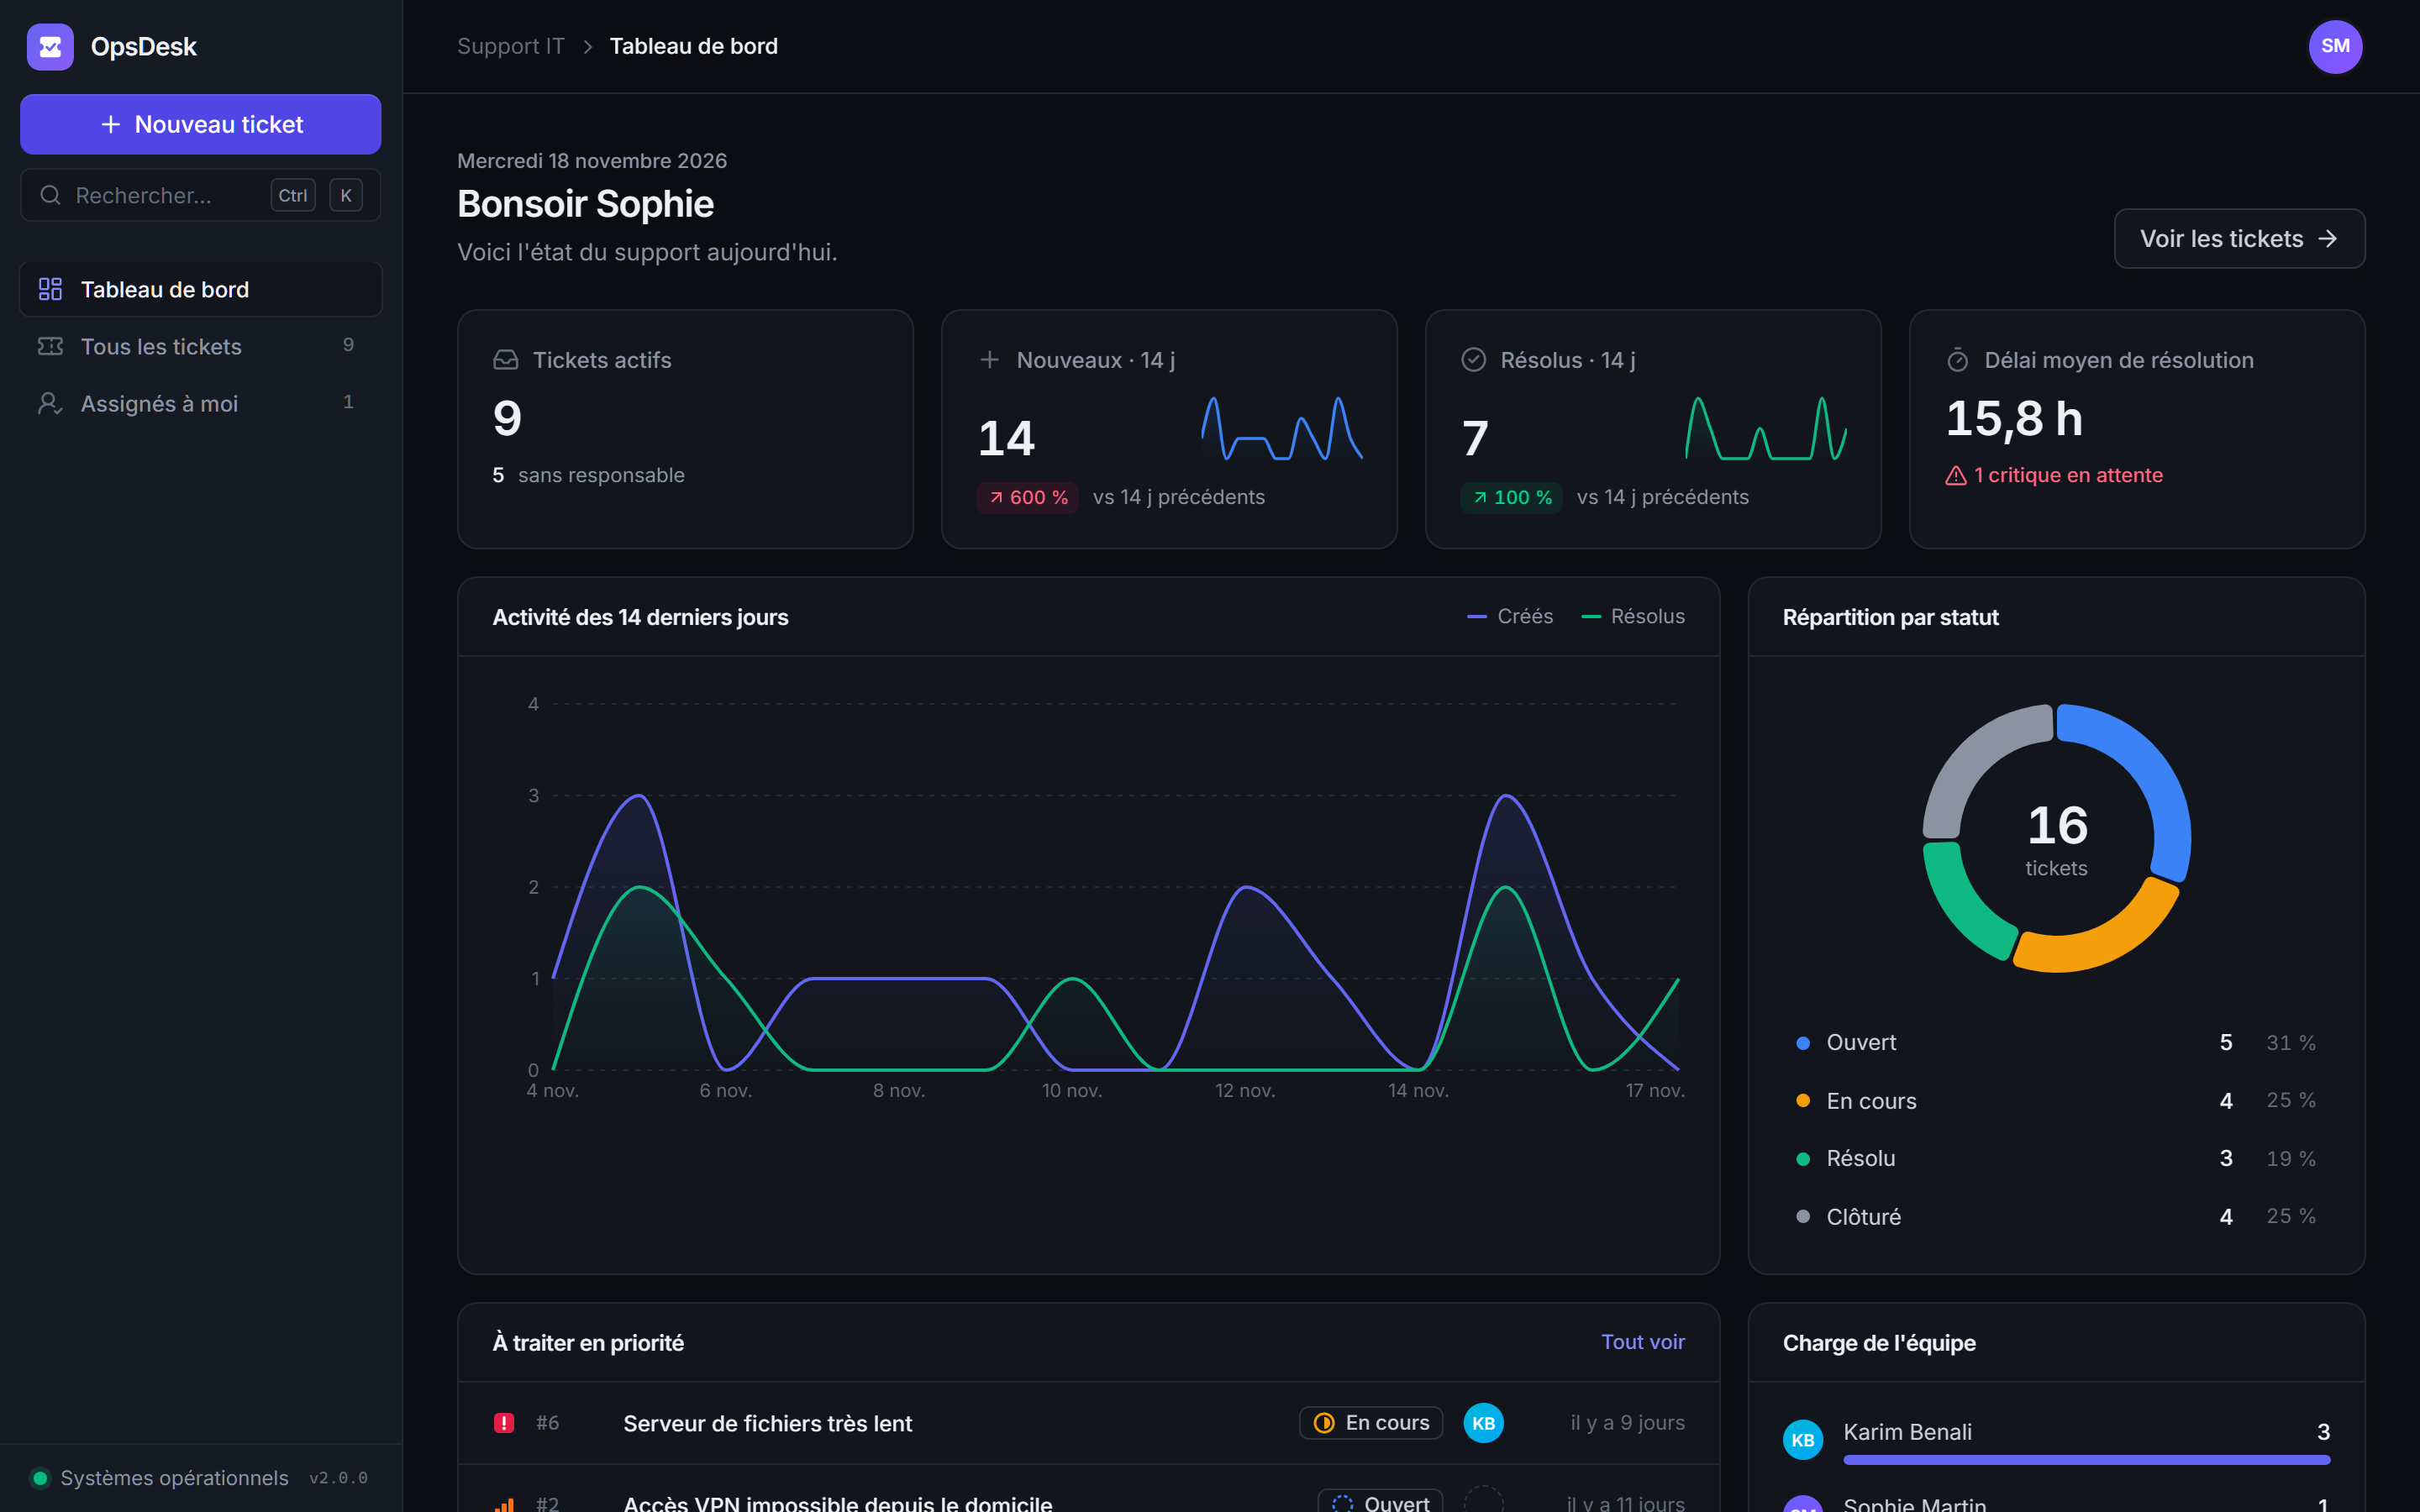 OpsDesk
Nouveau ticket
Rechercher... Ctrl K
Tableau de bord
Tous les tickets 9
Assignés à moi 1
Systèmes opérationnels v2.0.0
Support IT > Tableau de bord
SM
Mercredi 18 novembre 2026
Bonsoir Sophie
Voici l'état du support aujourd'hui.
Voir les tickets →
Tickets actifs
9
5 sans responsable
Nouveaux · 14 j
14
600 % vs 14 j précédents
Résolus · 14 j
7
100 % vs 14 j précédents
Délai moyen de résolution
15,8 h
1 critique en attente
Activité des 14 derniers jours
Créés Résolus
4
3
2
1
0
4 nov. 6 nov. 8 nov. 10 nov. 12 nov. 14 nov. 17 nov.
Répartition par statut
16
tickets
Ouvert 5 31 %
En cours 4 25 %
Résolu 3 19 %
Clôturé 4 25 %
À traiter en priorité Tout voir
#6 Serveur de fichiers très lent En cours KB il y a 9 jours
#2 Accès VPN impossible depuis le domicile Ouvert il y a 11 jours
Charge de l'équipe
KB Karim Benali 3
SM Sophie Martin 1